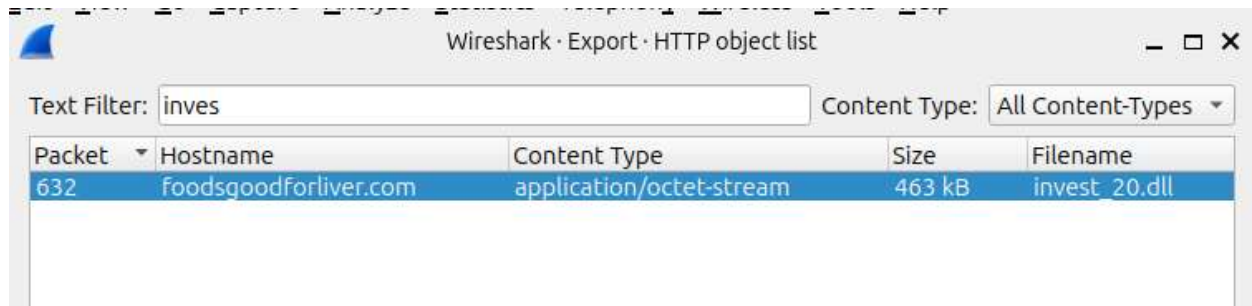 Wireshark · Export · HTTP object list
Text Filter: inves Content Type: All Content-Types
Packet Hostname Content Type Size Filename
632 foodsgoodforliver.com application/octet-stream 463 kB invest_20.dll